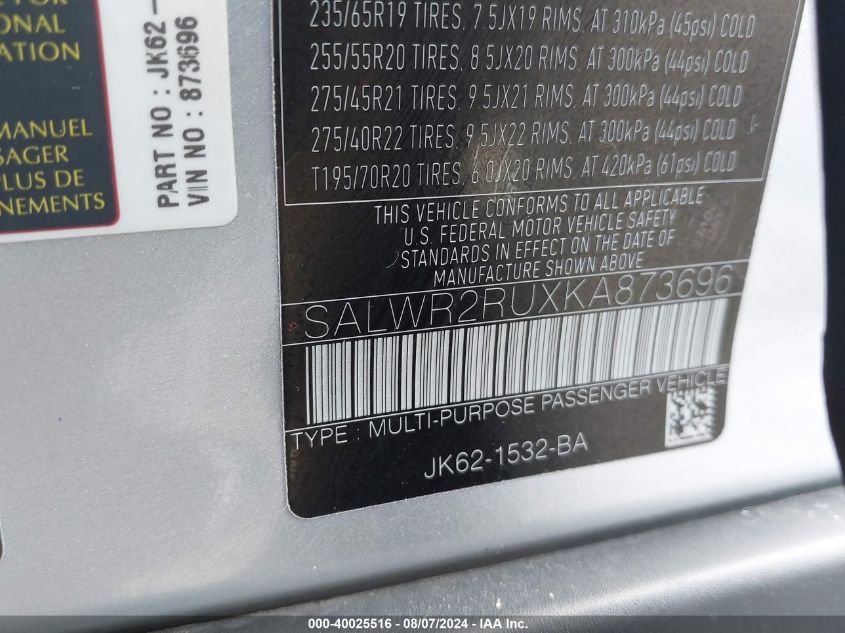 OR
ONAL
ATION
MANUEL
SAGER
PLUS DE
NEMENTS
PART NO : JK62-
VIN NO : 873696
235/65R19 TIRES, 7.5JX19 RIMS, AT 310kPa (45psi) COLD
255/55R20 TIRES, 8.5JX20 RIMS, AT 300kPa (44psi) COLD
275/45R21 TIRES, 9.5JX21 RIMS, AT 300kPa (44psi) COLD
275/40R22 TIRES, 9.5JX22 RIMS, AT 300kPa (44psi) COLD
T195/70R20 TIRES, 6.0JX20 RIMS, AT 420kPa (61psi) COLD
THIS VEHICLE CONFORMS TO ALL APPLICABLE
U.S. FEDERAL MOTOR VEHICLE SAFETY
STANDARDS IN EFFECT ON THE DATE OF
MANUFACTURE SHOWN ABOVE
SALWR2RUXKA873696
TYPE : MULTI-PURPOSE PASSENGER VEHICLE
JK62-1532-BA
000-40025516 - 08/07/2024 - IAA Inc.